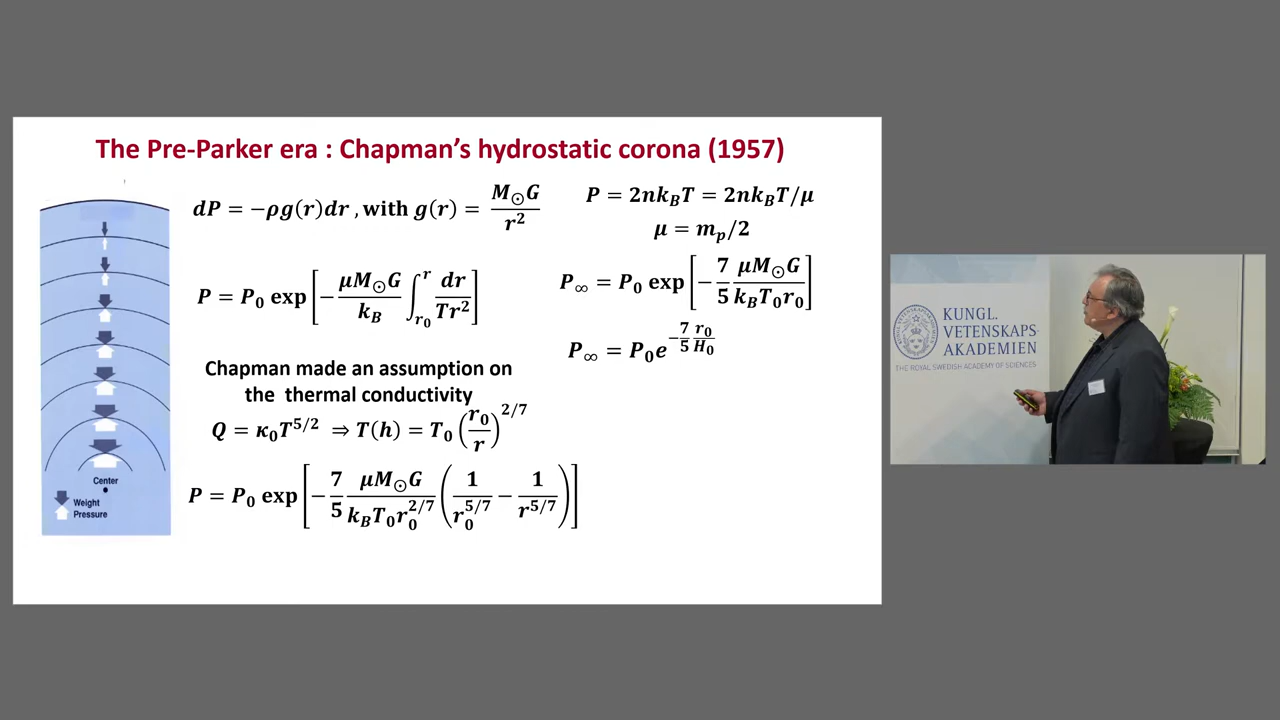 The Pre-Parker era : Chapman's hydrostatic corona (1957)
dP = −ρg(r)dr , with g(r) = M⊙G / r²
P = 2nk_BT = 2nk_BT/μ
μ = m_p/2
P = P₀ exp[−(μM⊙G / k_B) ∫_{r₀}^{r} dr / Tr²]
P∞ = P₀ exp[−(7/5) (μM⊙G / k_BT₀r₀)]
P∞ = P₀e^{−(7/5)(r₀/H₀)}
Chapman made an assumption on
the thermal conductivity
Q = κ₀T^{5/2} ⇒ T(h) = T₀ (r₀/r)^{2/7}
P = P₀ exp[−(7/5) (μM⊙G / k_BT₀r₀^{2/7}) (1/r₀^{5/7} − 1/r^{5/7})]
Center
Weight
Pressure
KUNGL.
VETENSKAPS-
AKADEMIEN
THE ROYAL SWEDISH ACADEMY OF SCIENCES